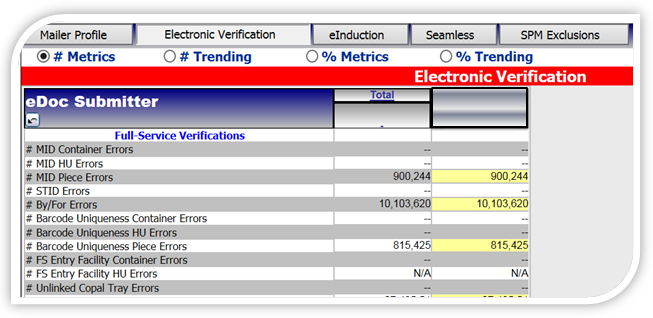 Mailer Profile Electronic Verification eInduction Seamless SPM Exclusions
# Metrics # Trending % Metrics % Trending
Electronic Verification
eDoc Submitter Total
Full-Service Verifications
# MID Container Errors -- --
# MID HU Errors -- --
# MID Piece Errors 900,244 900,244
# STID Errors -- --
# By/For Errors 10,103,620 10,103,620
# Barcode Uniqueness Container Errors -- --
# Barcode Uniqueness HU Errors -- --
# Barcode Uniqueness Piece Errors 815,425 815,425
# FS Entry Facility Container Errors -- --
# FS Entry Facility HU Errors N/A N/A
# Unlinked Copal Tray Errors -- --